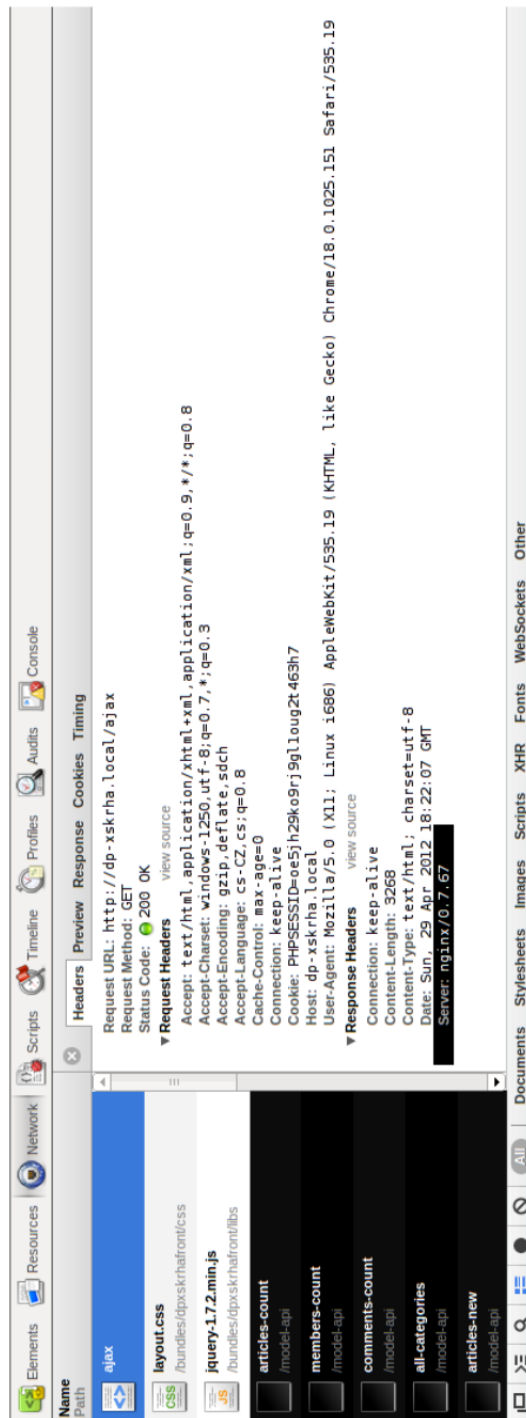 Elements Resources Network Scripts Timeline Profiles Audits Console
Name
Path
Headers Preview Response Cookies Timing
ajax
layout.css
/bundles/dpxskrhafront/css
jquery-1.7.2.min.js
/bundles/dpxskrhafront/libs
articles-count
/model-api
members-count
/model-api
comments-count
/model-api
all-categories
/model-api
articles-new
/model-api
Request URL: http://dp-xskrha.local/ajax
Request Method: GET
Status Code: 200 OK
▼ Request Headers view source
Accept: text/html,application/xhtml+xml,application/xml;q=0.9,*/*;q=0.8
Accept-Charset: windows-1250,utf-8;q=0.7,*;q=0.3
Accept-Encoding: gzip,deflate,sdch
Accept-Language: cs-CZ,cs;q=0.8
Cache-Control: max-age=0
Connection: keep-alive
Cookie: PHPSESSID=oe5jh29ko9rj9glloug2t463h7
Host: dp-xskrha.local
User-Agent: Mozilla/5.0 (X11; Linux i686) AppleWebKit/535.19 (KHTML, like Gecko) Chrome/18.0.1025.151 Safari/535.19
▼ Response Headers view source
Connection: keep-alive
Content-Length: 3268
Content-Type: text/html; charset=utf-8
Date: Sun, 29 Apr 2012 18:22:07 GMT
Server: nginx/0.7.67
All Documents Stylesheets Images Scripts XHR Fonts WebSockets Other